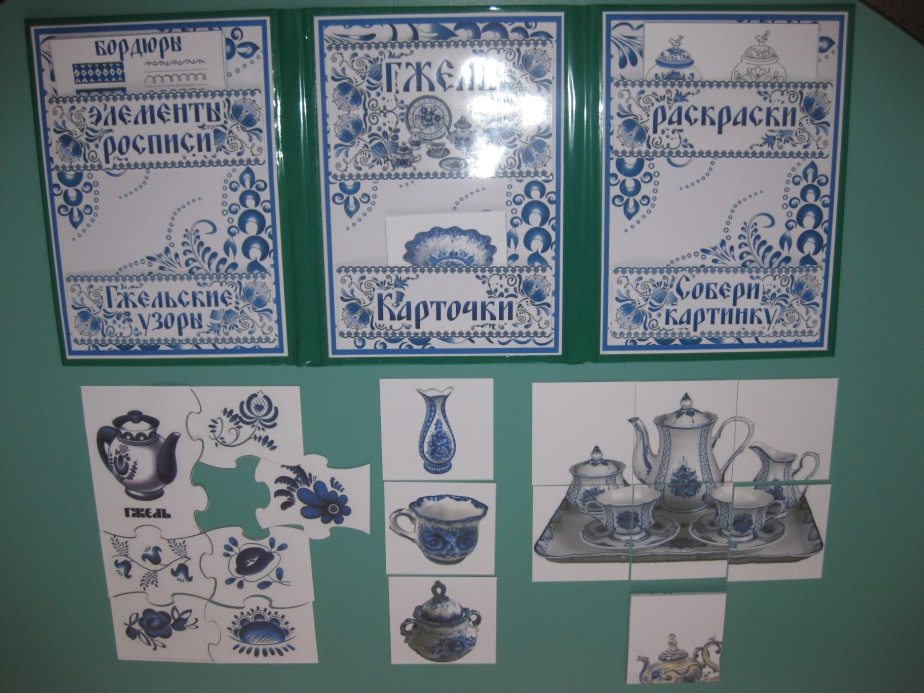 БОРДЮРЫ
ЭЛЕМЕНТЫ
РОСПИСИ
Гжельские
узоры
ГЖЕЛЬ
Карточки
РАСКРАСКИ
Собери
картинку
ГЖЕЛЬ